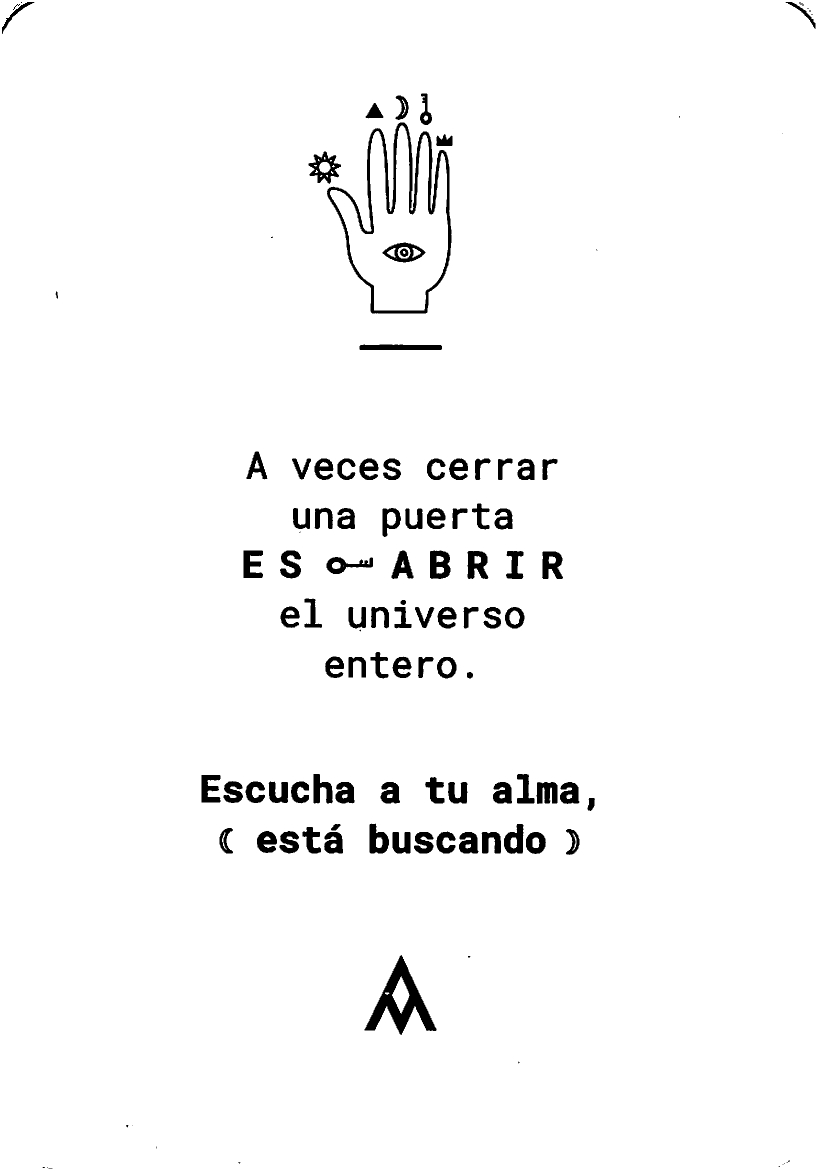 A veces cerrar
una puerta
ES ABRIR
el universo
entero.
Escucha a tu alma,
( está buscando )